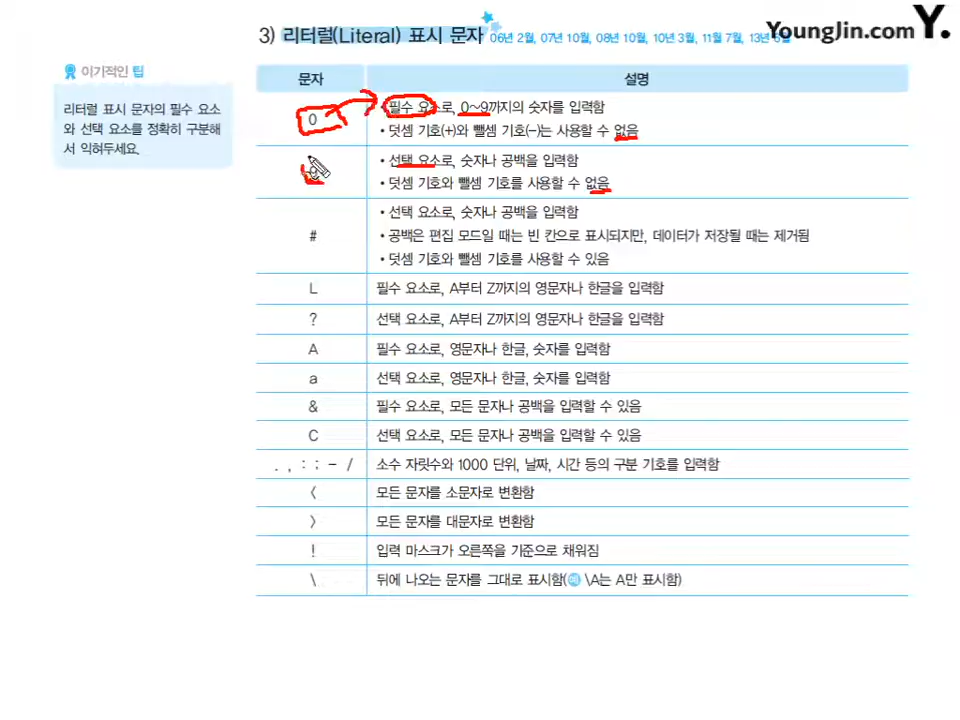 3) 리터럴(Literal) 표시 문자 06년 2월, 07년 10월, 08년 10월, 10년 3월, 11월 7월, 13년 6월
YoungJin.com Y.
이기적인 팁
리터럴 표시 문자의 필수 요소
와 선택 요소를 정확히 구분해
서 익혀두세요.
문자 설명
0 • 필수 요소로, 0~9까지의 숫자를 입력함
• 덧셈 기호(+)와 뺄셈 기호(-)는 사용할 수 없음
• 선택 요소로, 숫자나 공백을 입력함
• 덧셈 기호와 뺄셈 기호를 사용할 수 없음
• 선택 요소로, 숫자나 공백을 입력함
# • 공백은 편집 모드일 때는 빈 칸으로 표시되지만, 데이터가 저장될 때는 제거됨
• 덧셈 기호와 뺄셈 기호를 사용할 수 있음
L 필수 요소로, A부터 Z까지의 영문자나 한글을 입력함
? 선택 요소로, A부터 Z까지의 영문자나 한글을 입력함
A 필수 요소로, 영문자나 한글, 숫자를 입력함
a 선택 요소로, 영문자나 한글, 숫자를 입력함
& 필수 요소로, 모든 문자나 공백을 입력할 수 있음
C 선택 요소로, 모든 문자나 공백을 입력할 수 있음
. , : ; - / 소수 자릿수와 1000 단위, 날짜, 시간 등의 구분 기호를 입력함
〈 모든 문자를 소문자로 변환함
〉 모든 문자를 대문자로 변환함
! 입력 마스크가 오른쪽을 기준으로 채워짐
\ 뒤에 나오는 문자를 그대로 표시함(예 \A는 A만 표시함)